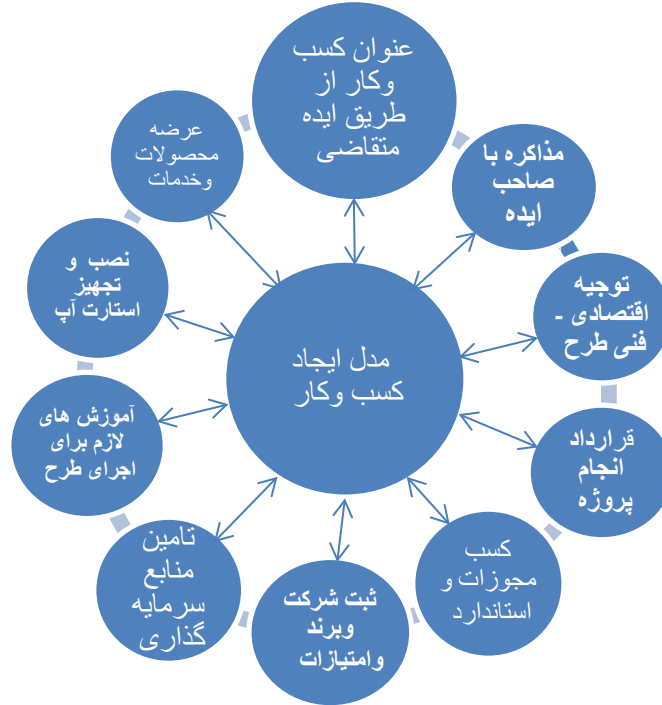 عنوان کسب
وکار از
طریق ایده
متقاضی
مذاکره با
صاحب
ایده
توجیه
اقتصادی -
فنی طرح
قرارداد
انجام
پروژه
کسب
مجوزات و
استاندارد
ثبت شرکت
وبرند
وامتیازات
تامین
منابع
سرمایه
گذاری
آموزش های
لازم برای
اجرای طرح
نصب و
تجهیز
استارت آپ
عرضه
محصولات
وخدمات
مدل ایجاد
کسب وکار